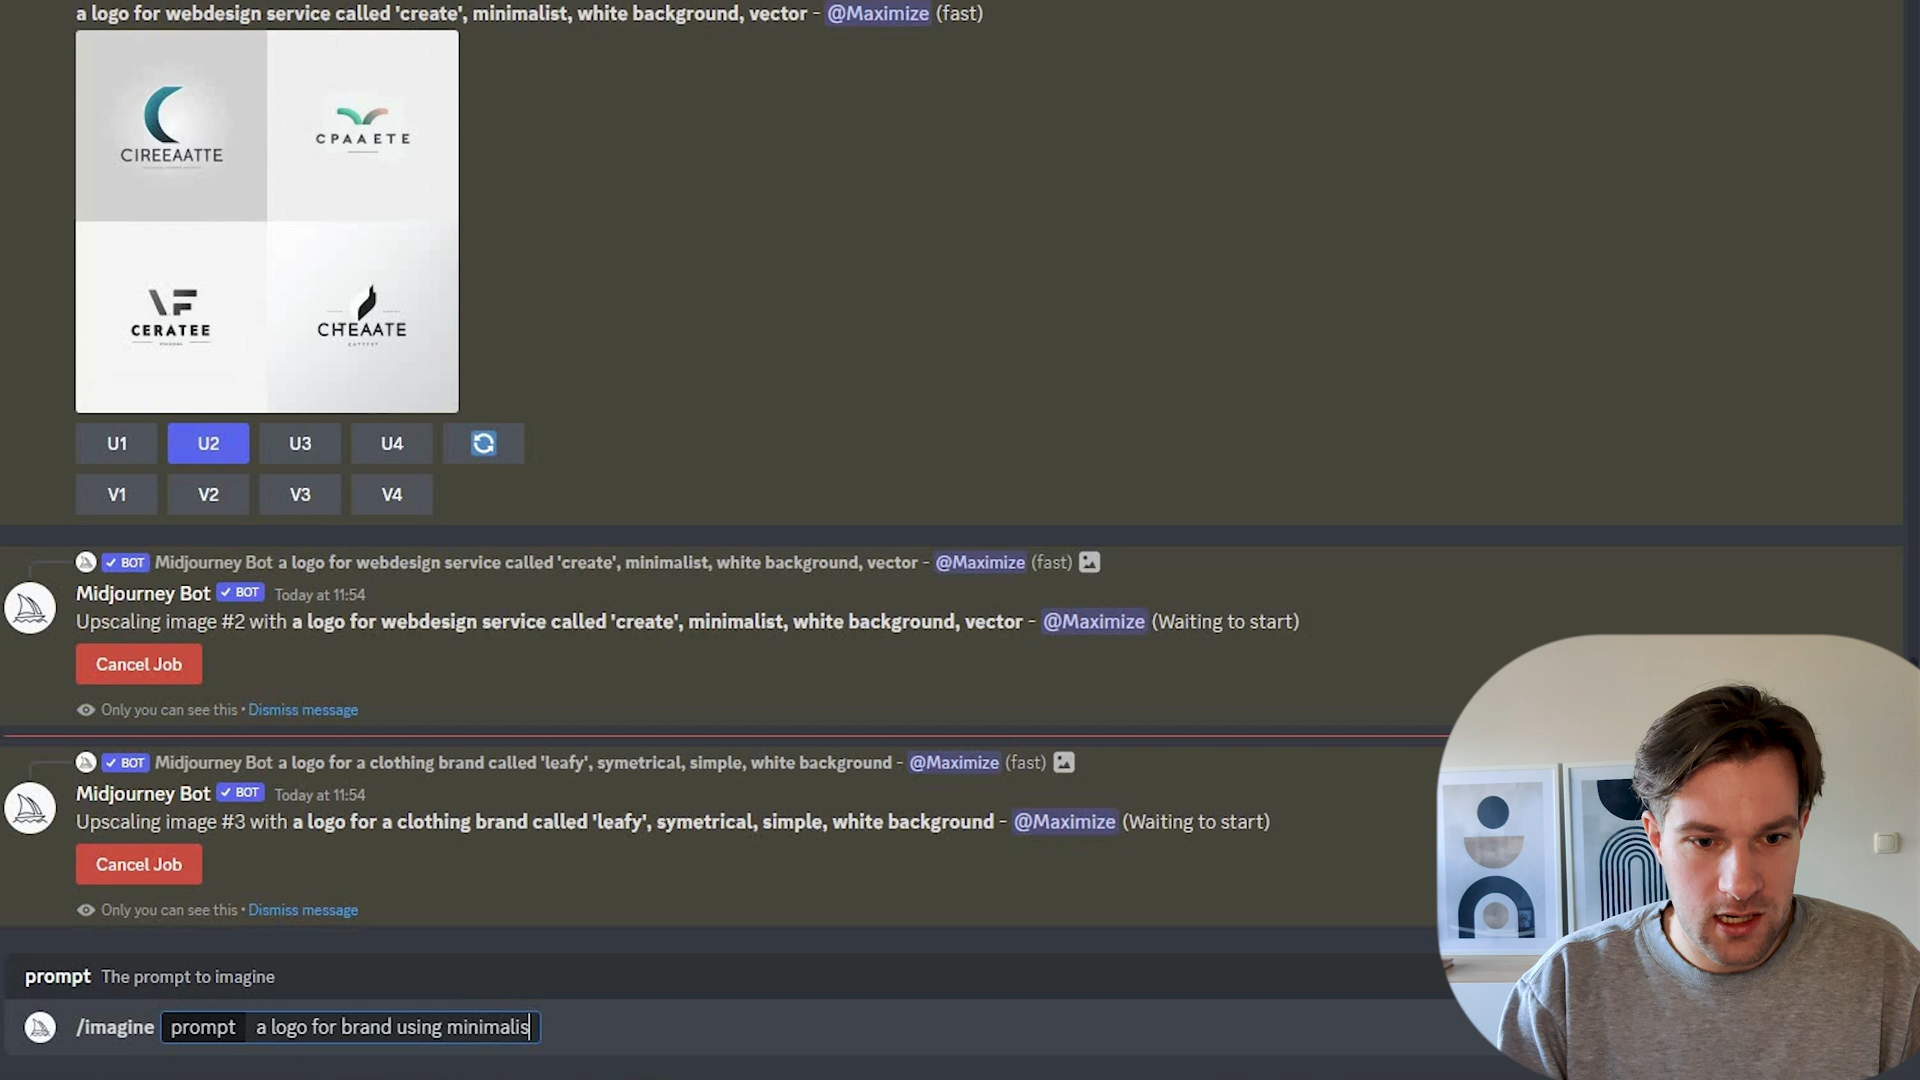 a logo for webdesign service called 'create', minimalist, white background, vector - @Maximize (fast)
CIREEAATTE
CPAAETE
CERATEE
CHTEAATE
U1 U2 U3 U4
V1 V2 V3 V4
BOT Midjourney Bot a logo for webdesign service called 'create', minimalist, white background, vector - @Maximize (fast)
Midjourney Bot BOT Today at 11:54
Upscaling image #2 with a logo for webdesign service called 'create', minimalist, white background, vector - @Maximize (Waiting to start)
Cancel Job
Only you can see this • Dismiss message
BOT Midjourney Bot a logo for a clothing brand called 'leafy', symetrical, simple, white background - @Maximize (fast)
Midjourney Bot BOT Today at 11:54
Upscaling image #3 with a logo for a clothing brand called 'leafy', symetrical, simple, white background - @Maximize (Waiting to start)
Cancel Job
Only you can see this • Dismiss message
prompt The prompt to imagine
/imagine prompt a logo for brand using minimalis